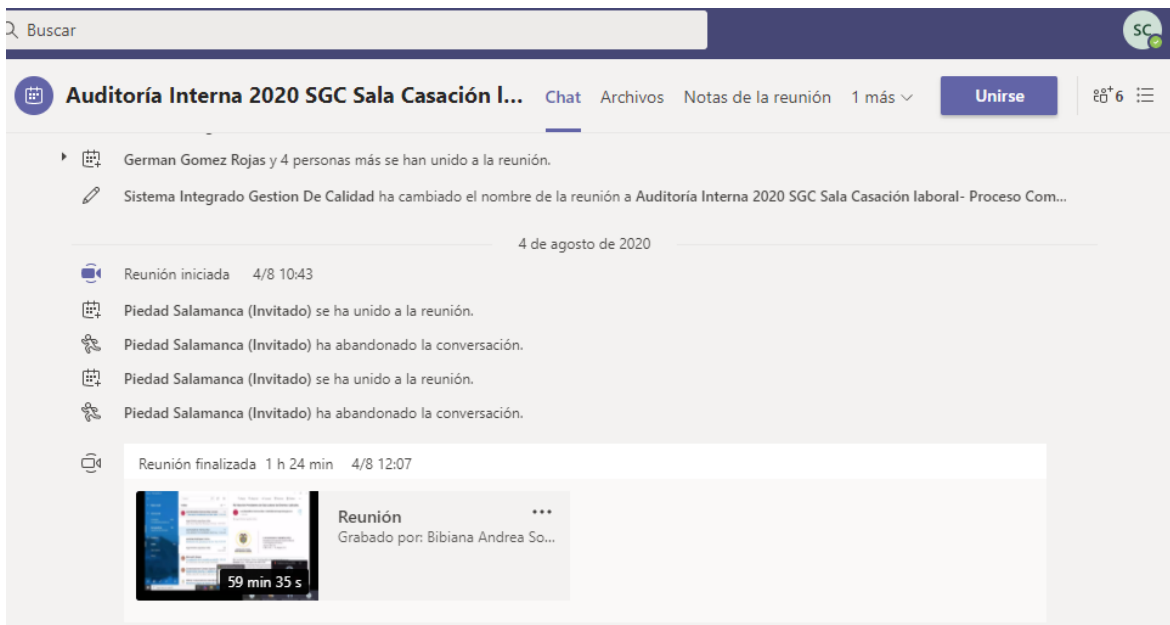 Buscar
SC
Auditoría Interna 2020 SGC Sala Casación l... Chat Archivos Notas de la reunión 1 más Unirse 6
German Gomez Rojas y 4 personas más se han unido a la reunión.
Sistema Integrado Gestion De Calidad ha cambiado el nombre de la reunión a Auditoría Interna 2020 SGC Sala Casación laboral- Proceso Com...
4 de agosto de 2020
Reunión iniciada 4/8 10:43
Piedad Salamanca (Invitado) se ha unido a la reunión.
Piedad Salamanca (Invitado) ha abandonado la conversación.
Piedad Salamanca (Invitado) se ha unido a la reunión.
Piedad Salamanca (Invitado) ha abandonado la conversación.
Reunión finalizada 1 h 24 min 4/8 12:07
Reunión ...
Grabado por: Bibiana Andrea So...
59 min 35 s